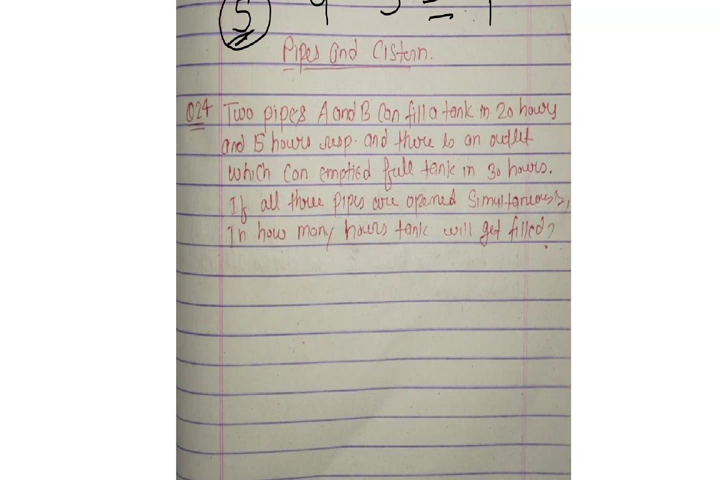 5
Pipes and Cistern.
Q24 Two pipes A and B can fill a tank in 20 hours
and 15 hours resp. and there is an outlet
which can emptied full tank in 30 hours.
If all three pipes are opened simultaneously,
In how many hours tank will get filled?